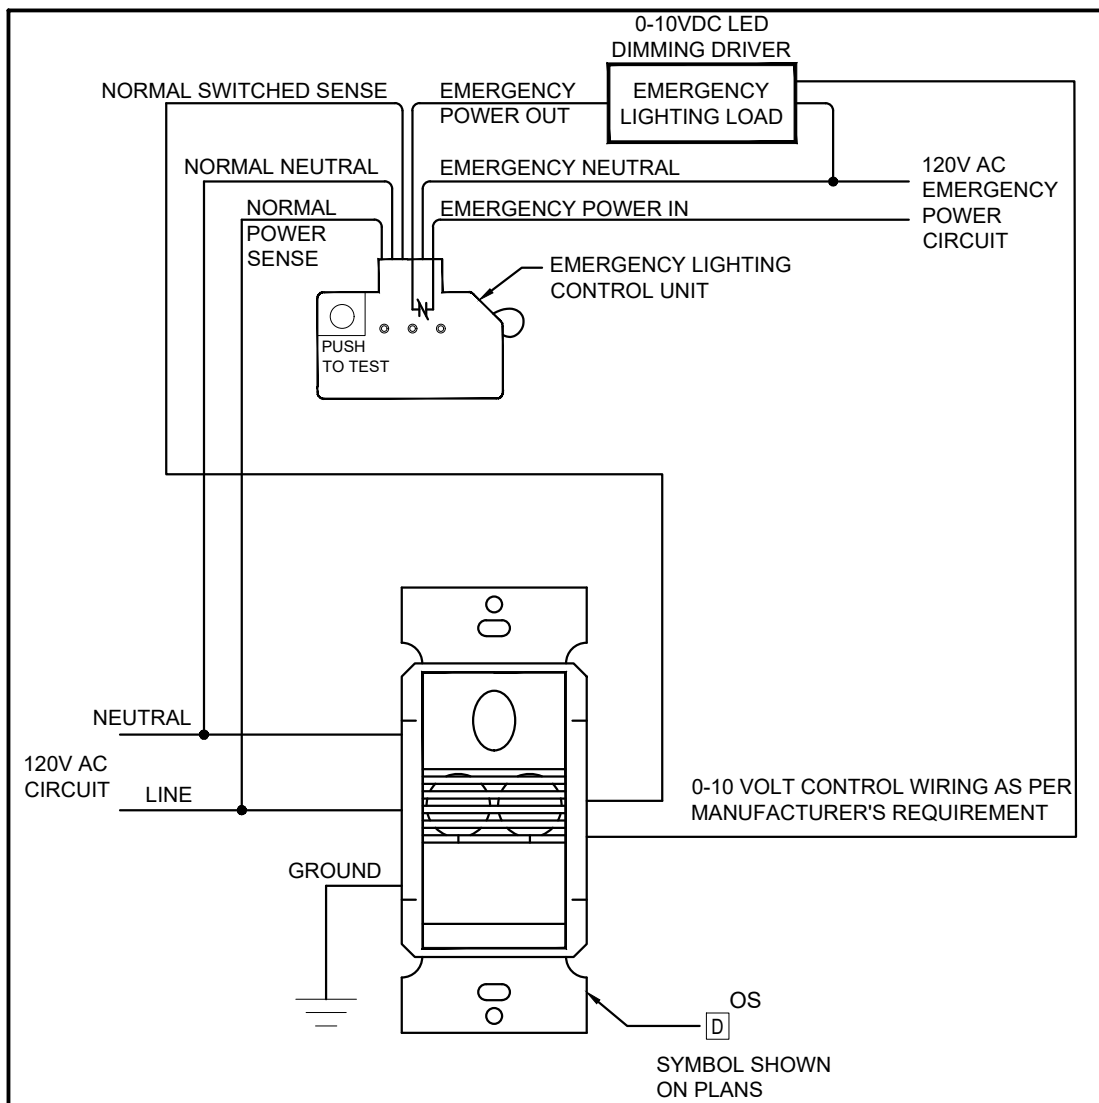 0-10VDC LED
DIMMING DRIVER
NORMAL SWITCHED SENSE
EMERGENCY
POWER OUT
EMERGENCY
LIGHTING LOAD
NORMAL NEUTRAL
EMERGENCY NEUTRAL
120V AC
EMERGENCY
POWER
CIRCUIT
NORMAL
POWER
SENSE
EMERGENCY POWER IN
EMERGENCY LIGHTING
CONTROL UNIT
PUSH
TO TEST
NEUTRAL
120V AC
CIRCUIT
LINE
0-10 VOLT CONTROL WIRING AS PER
MANUFACTURER'S REQUIREMENT
GROUND
OS
D
SYMBOL SHOWN
ON PLANS